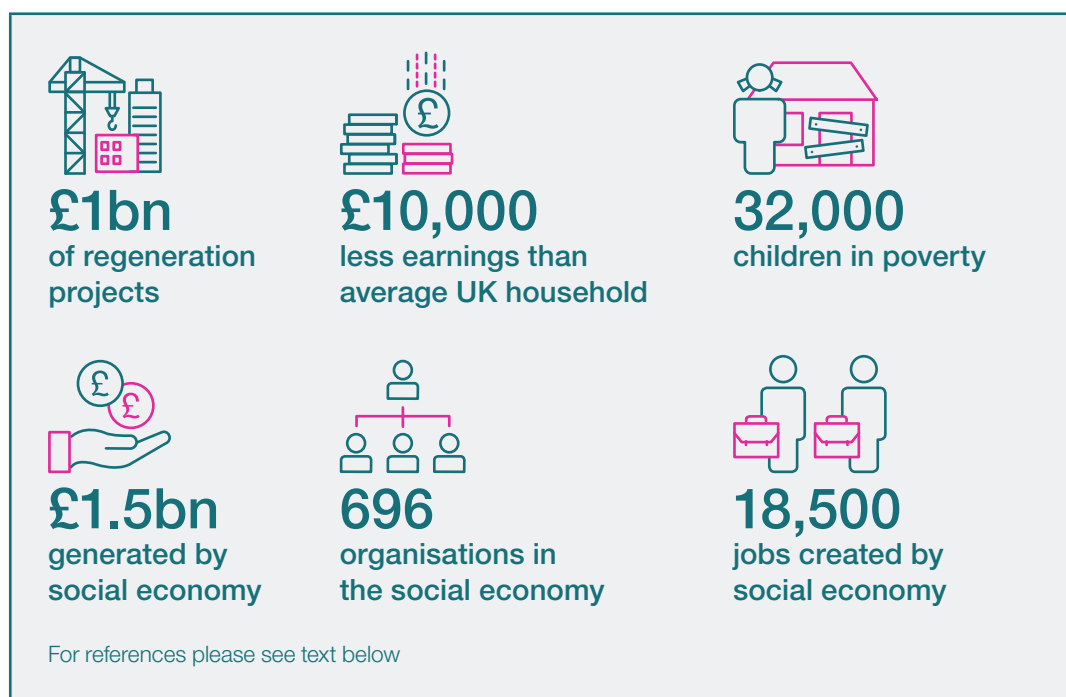 £1bn
of regeneration
projects
£10,000
less earnings than
average UK household
32,000
children in poverty
£1.5bn
generated by
social economy
696
organisations in
the social economy
18,500
jobs created by
social economy
For references please see text below